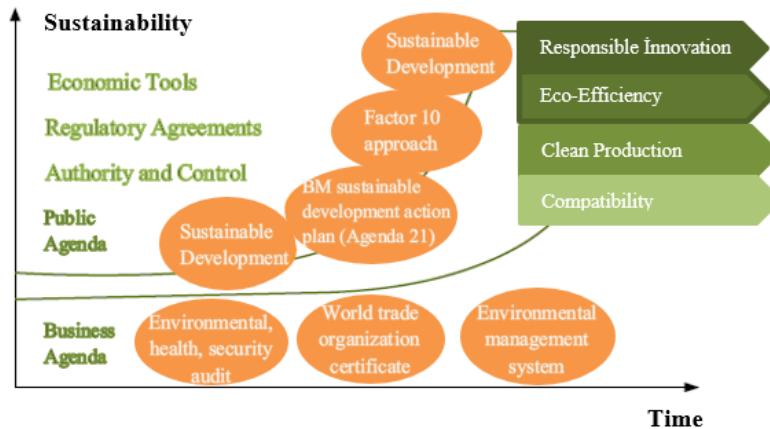 Sustainability
Sustainable
Development
Responsible İnnovation
Economic Tools
Eco-Efficiency
Regulatory Agreements
Factor 10
approach
Clean Production
Authority and Control
BM sustainable
development action
plan (Agenda 21)
Compatibility
Public
Agenda
Sustainable
Development
Business
Agenda
Environmental,
health, security
audit
World trade
organization
certificate
Environmental
management
system
Time